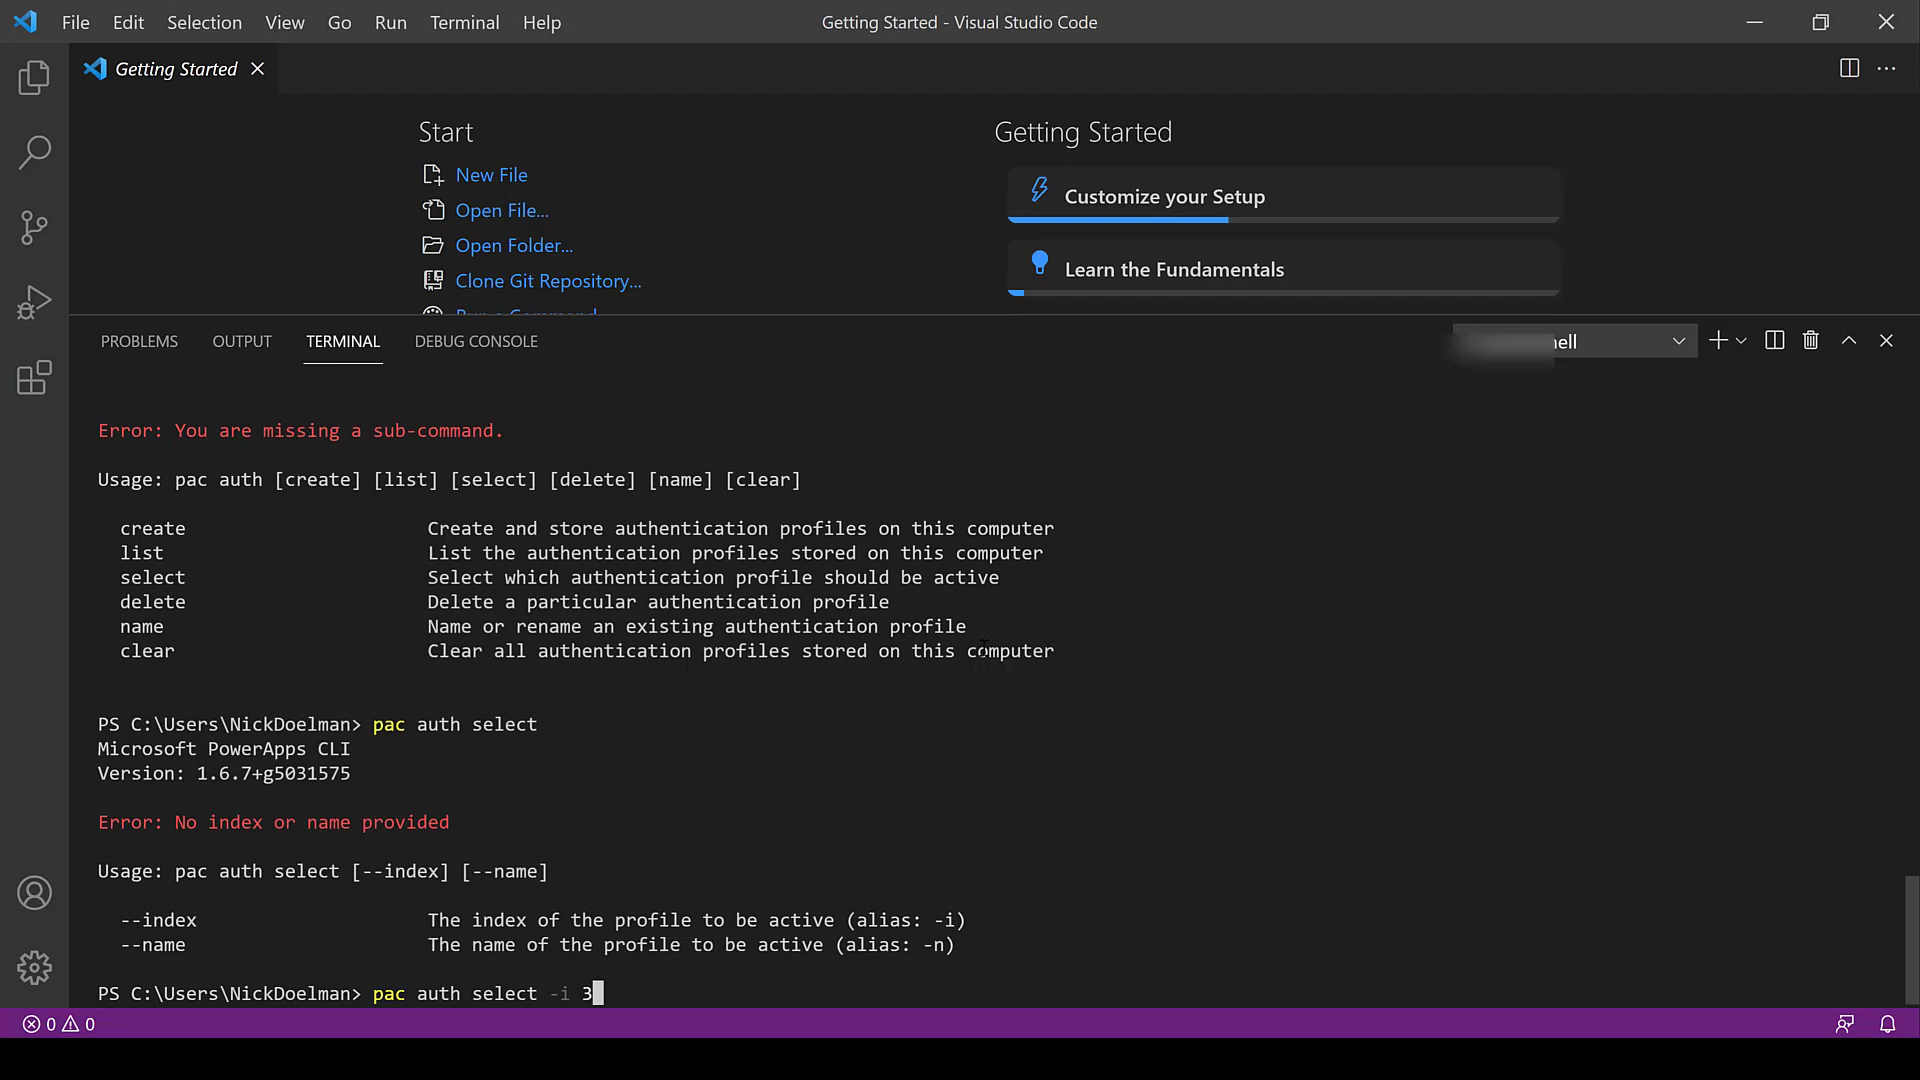 File Edit Selection View Go Run Terminal Help
Getting Started - Visual Studio Code
Getting Started
Start
New File
Open File...
Open Folder...
Clone Git Repository...
Getting Started
Customize your Setup
Learn the Fundamentals
PROBLEMS OUTPUT TERMINAL DEBUG CONSOLE
Error: You are missing a sub-command.
Usage: pac auth [create] [list] [select] [delete] [name] [clear]
create Create and store authentication profiles on this computer
list List the authentication profiles stored on this computer
select Select which authentication profile should be active
delete Delete a particular authentication profile
name Name or rename an existing authentication profile
clear Clear all authentication profiles stored on this computer
PS C:\Users\NickDoelman> pac auth select
Microsoft PowerApps CLI
Version: 1.6.7+g5031575
Error: No index or name provided
Usage: pac auth select [--index] [--name]
--index The index of the profile to be active (alias: -i)
--name The name of the profile to be active (alias: -n)
PS C:\Users\NickDoelman> pac auth select -i 3
0 0